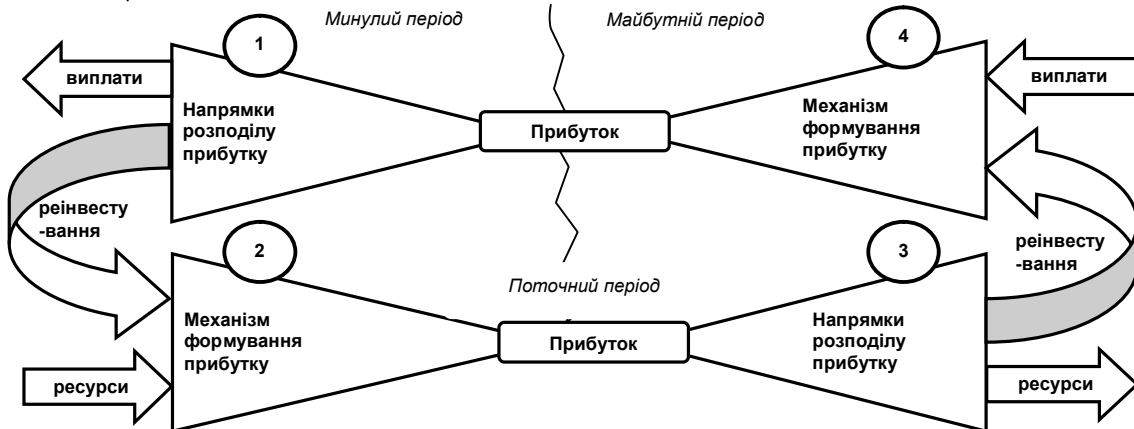 Минулий період
Майбутній період
1
4
виплати
виплати
Напрямки
розподілу
прибутку
Прибуток
Механізм
формування
прибутку
реінвесту
-вання
реінвесту
-вання
2
3
Поточний період
Механізм
формування
прибутку
Прибуток
Напрямки
розподілу
прибутку
ресурси
ресурси